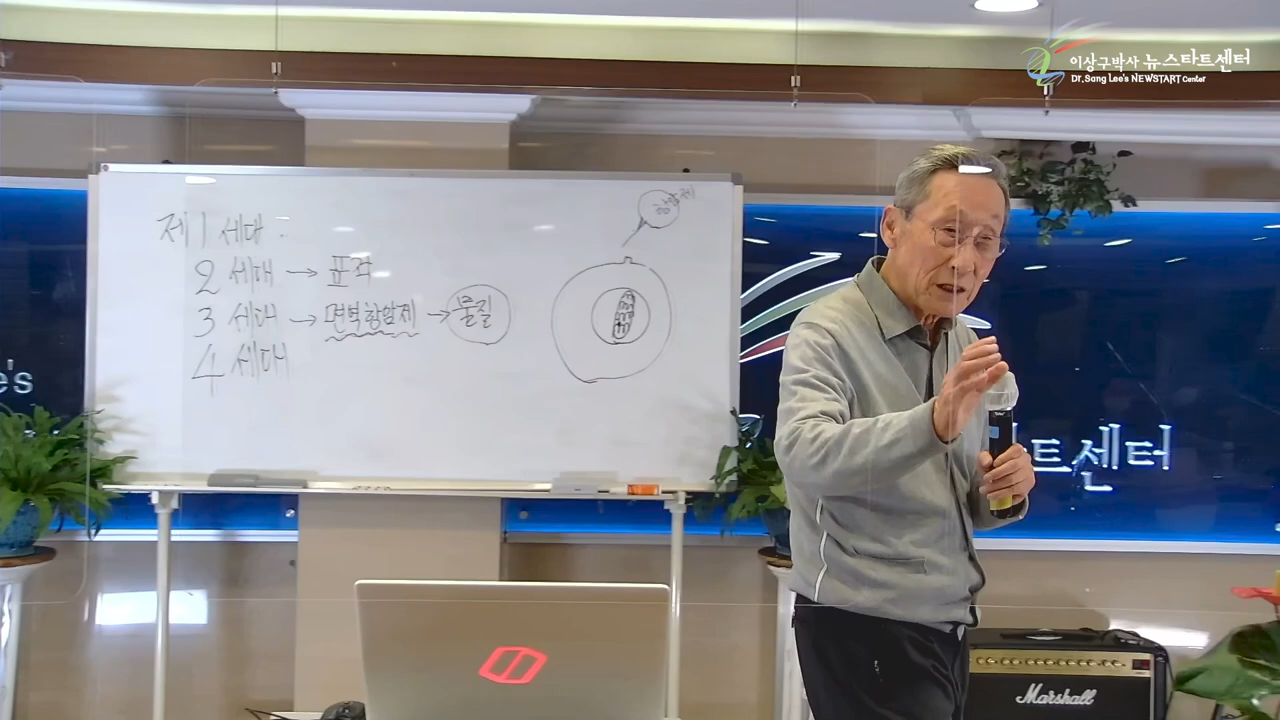 이상구박사 뉴스타트센터
Dr. Sang Lee's NEWSTART Center
제 1 세대
2 세대 → 표적
3 세대 → 면역항암제 → 물질
4 세대
항암제
e's
트센터
Marshall